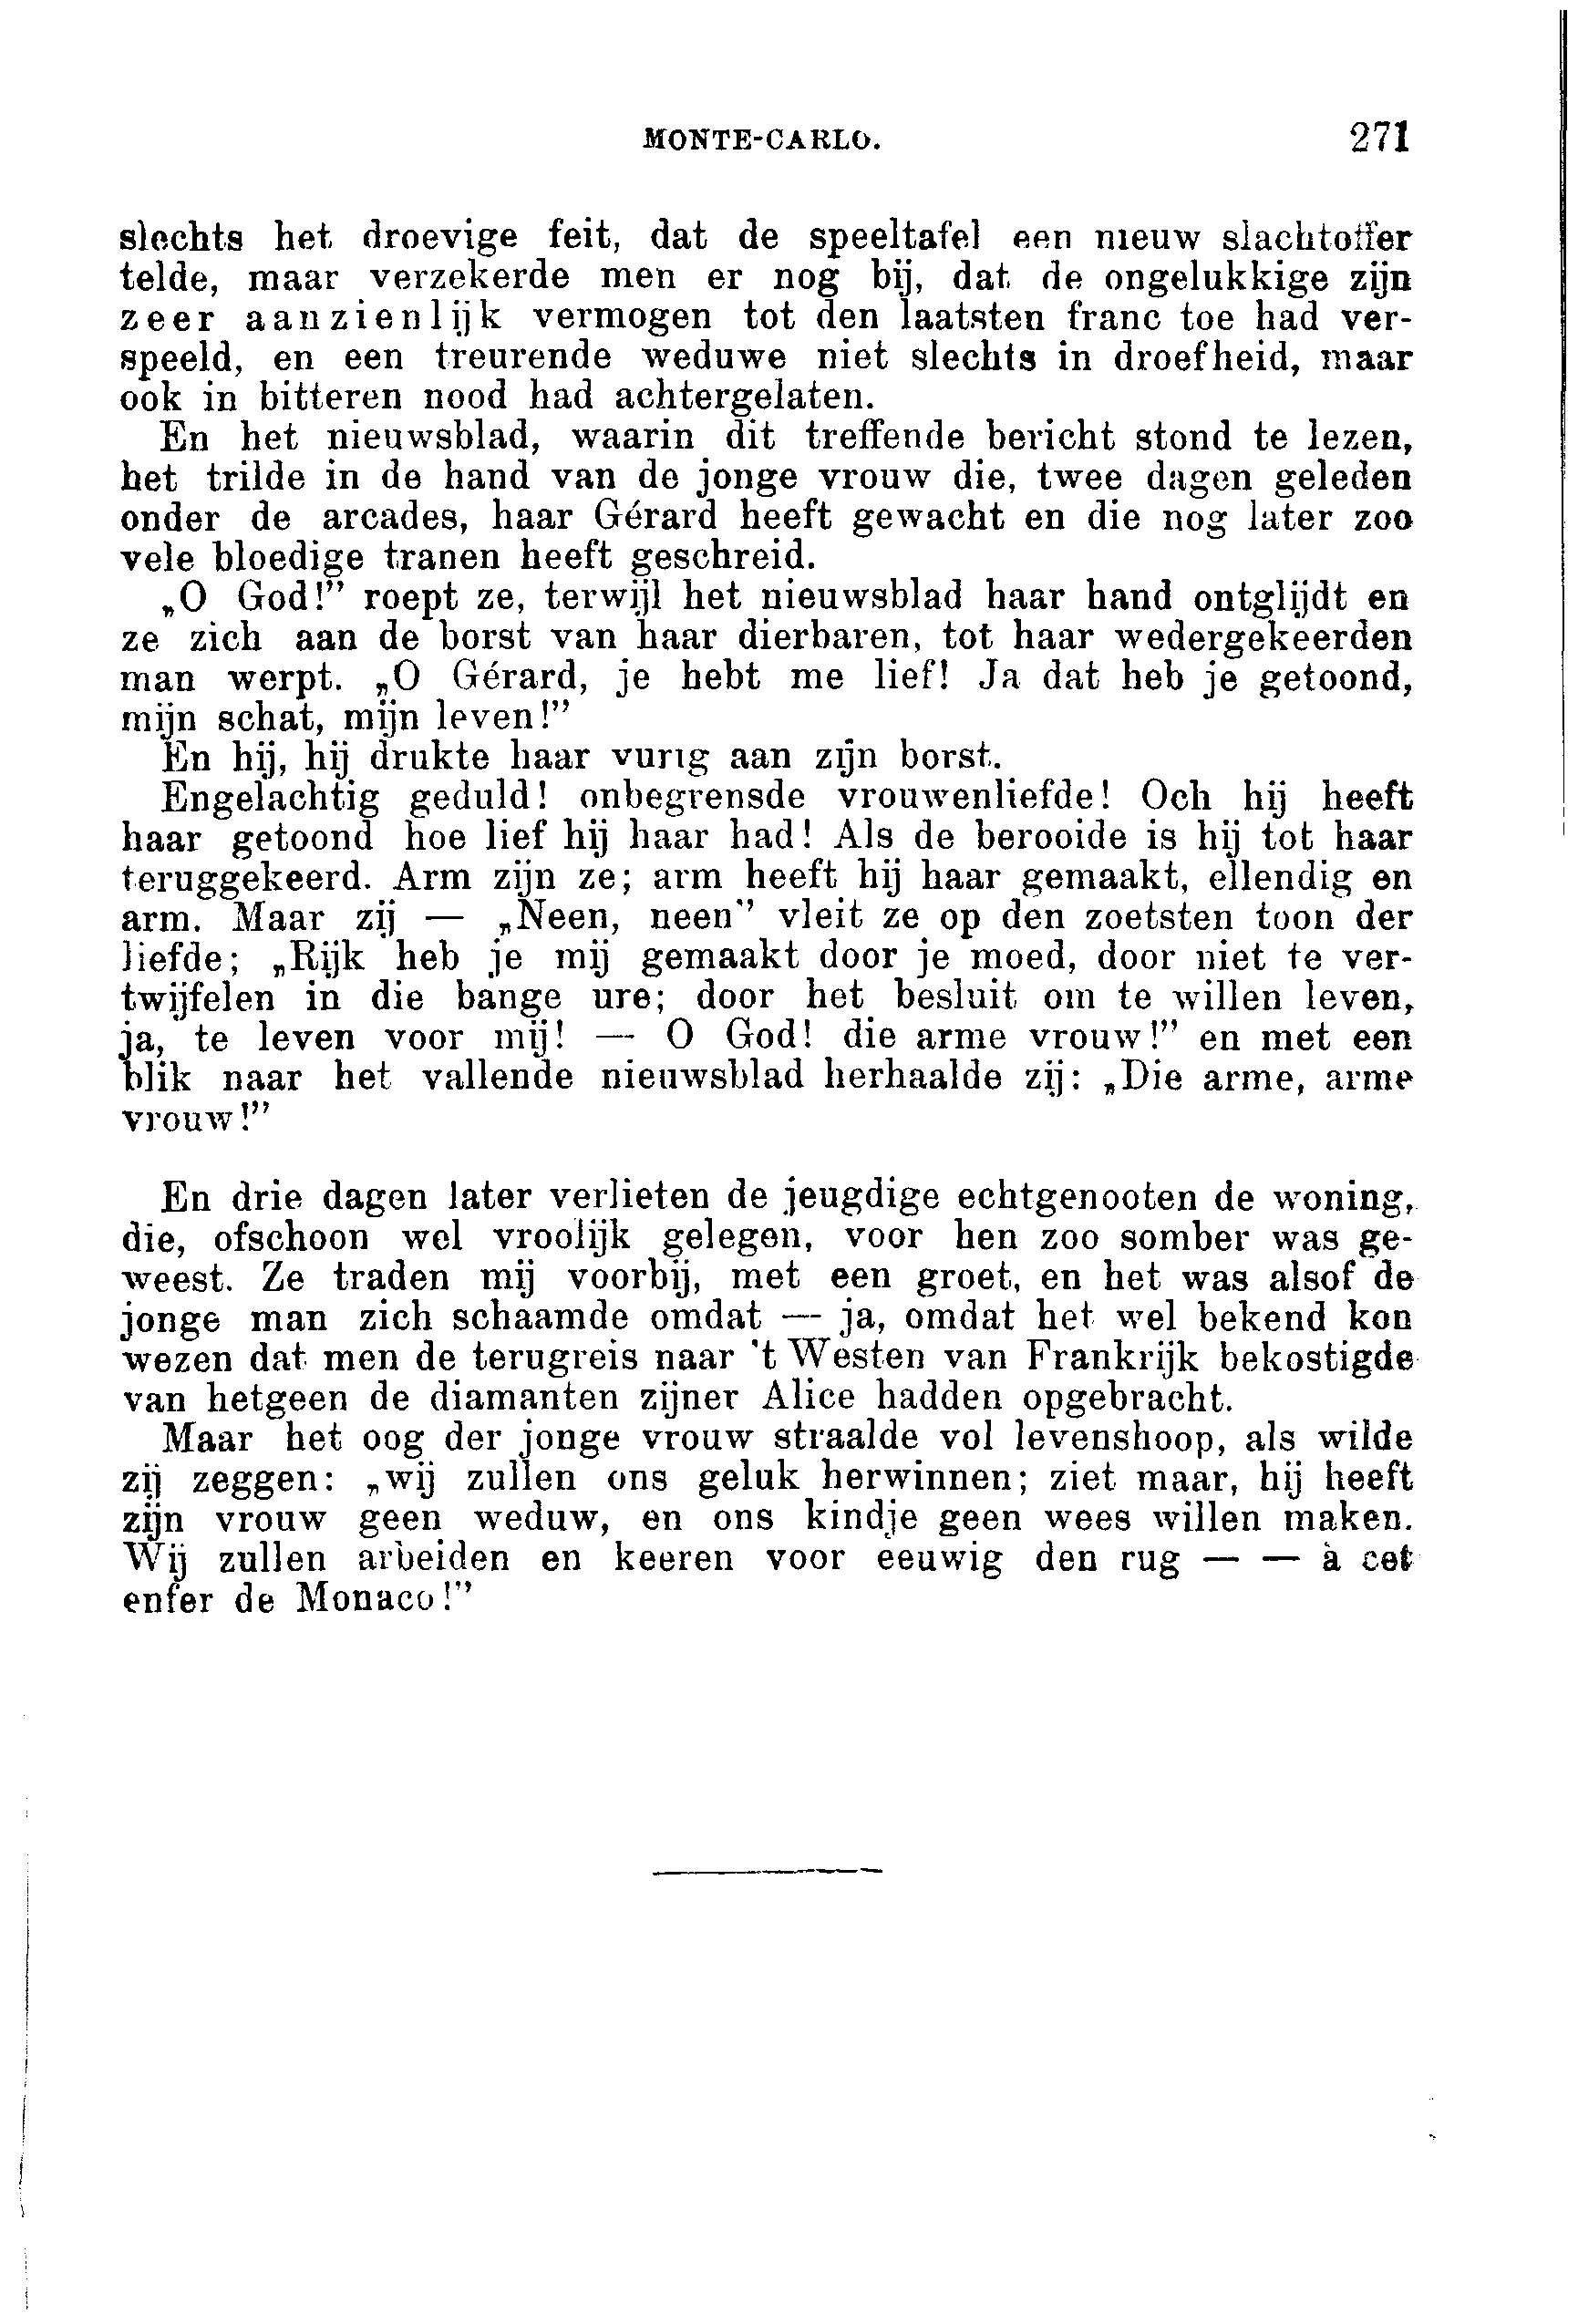 MONTE-CARLO. 271
slechts het droevige feit, dat de speeltafel een nieuw slachtoffer
telde, maar verzekerde men er nog bij, dat de ongelukkige zijn
zeer aanzienlijk vermogen tot den laatsten franc toe had ver-
speeld, en een treurende weduwe niet slechts in droefheid, maar
ook in bitteren nood had achtergelaten.
En het nieuwsblad, waarin dit treffende bericht stond te lezen,
het trilde in de hand van de jonge vrouw die, twee dagen geleden
onder de arcades, haar Gérard heeft gewacht en die nog later zoo
vele bloedige tranen heeft geschreid.
„O God!” roept ze, terwijl het nieuwsblad haar hand ontglijdt en
ze zich aan de borst van haar dierbaren, tot haar wedergekeerden
man werpt. „O Gérard, je hebt me lief! Ja dat heb je getoond,
mijn schat, mijn leven!”
En hij, hij drukte haar vurig aan zijn borst.
Engelachtig geduld! onbegrensde vrouwenliefde! Och hij heeft
haar getoond hoe lief hij haar had! Als de berooide is hij tot haar
teruggekeerd. Arm zijn ze; arm heeft hij haar gemaakt, ellendig en
arm. Maar zij — „Neen, neen” vleit ze op den zoetsten toon der
liefde; „Rijk heb je mij gemaakt door je moed, door niet te ver-
twijfelen in die bange ure; door het besluit om te willen leven,
ja, te leven voor mij! — O God! die arme vrouw!” en met een
blik naar het vallende nieuwsblad herhaalde zij: „Die arme, arme
vrouw!”
En drie dagen later verlieten de jeugdige echtgenooten de woning,
die, ofschoon wel vroolijk gelegen, voor hen zoo somber was ge-
weest. Ze traden mij voorbij, met een groet, en het was alsof de
jonge man zich schaamde omdat — ja, omdat het wel bekend kon
wezen dat men de terugreis naar 't Westen van Frankrijk bekostigde
van hetgeen de diamanten zijner Alice hadden opgebracht.
Maar het oog der jonge vrouw straalde vol levenshoop, als wilde
zij zeggen: „wij zullen ons geluk herwinnen; ziet maar, hij heeft
zijn vrouw geen weduw, en ons kindje geen wees willen maken.
Wij zullen arbeiden en keeren voor eeuwig den rug — — à cet
enfer de Monaco!”